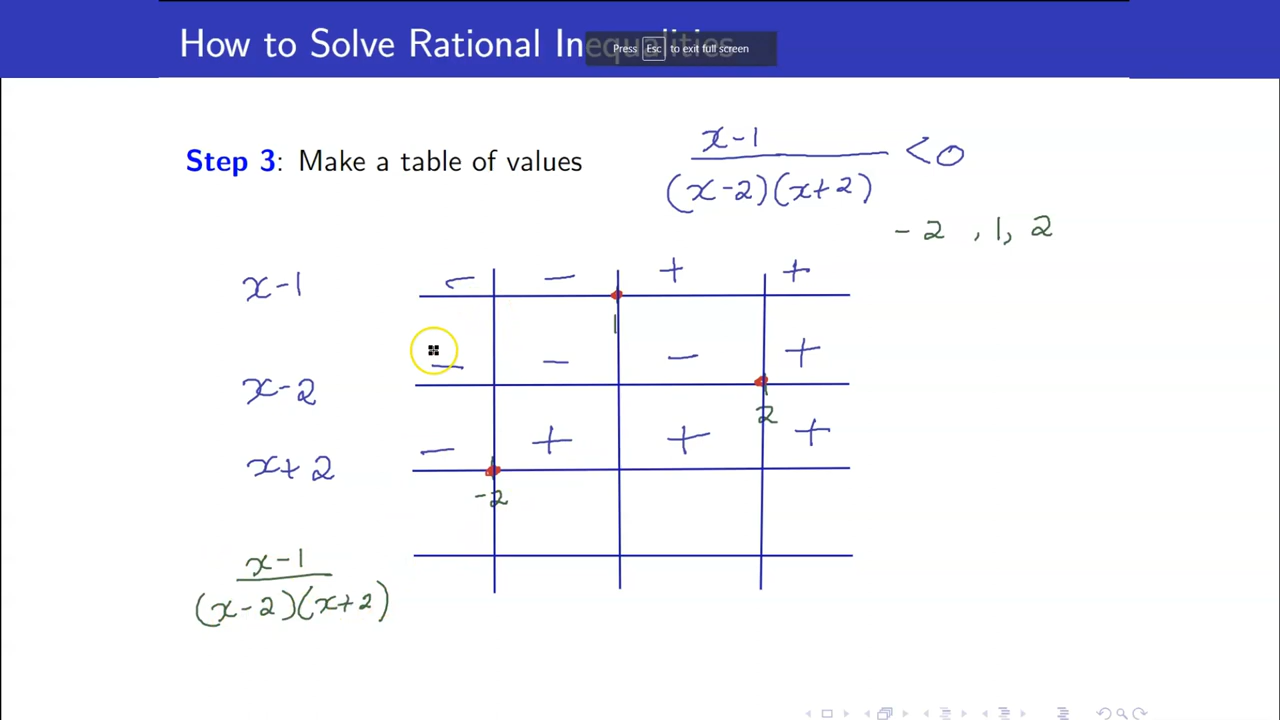 How to Solve Rational Inequalities
Press Esc to exit full screen
Step 3: Make a table of values
x-1
(x-2)(x+2)
<0
-2 , 1, 2
x-1
- - + +
1
- - - +
x-2
2
- + + +
x+2
-2
x-1
(x-2)(x+2)